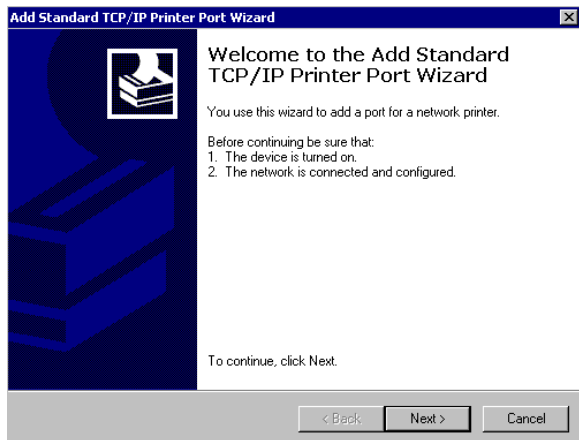 Add Standard TCP/IP Printer Port Wizard
Welcome to the Add Standard
TCP/IP Printer Port Wizard
You use this wizard to add a port for a network printer.
Before continuing be sure that:
1. The device is turned on.
2. The network is connected and configured.
To continue, click Next.
< Back Next > Cancel